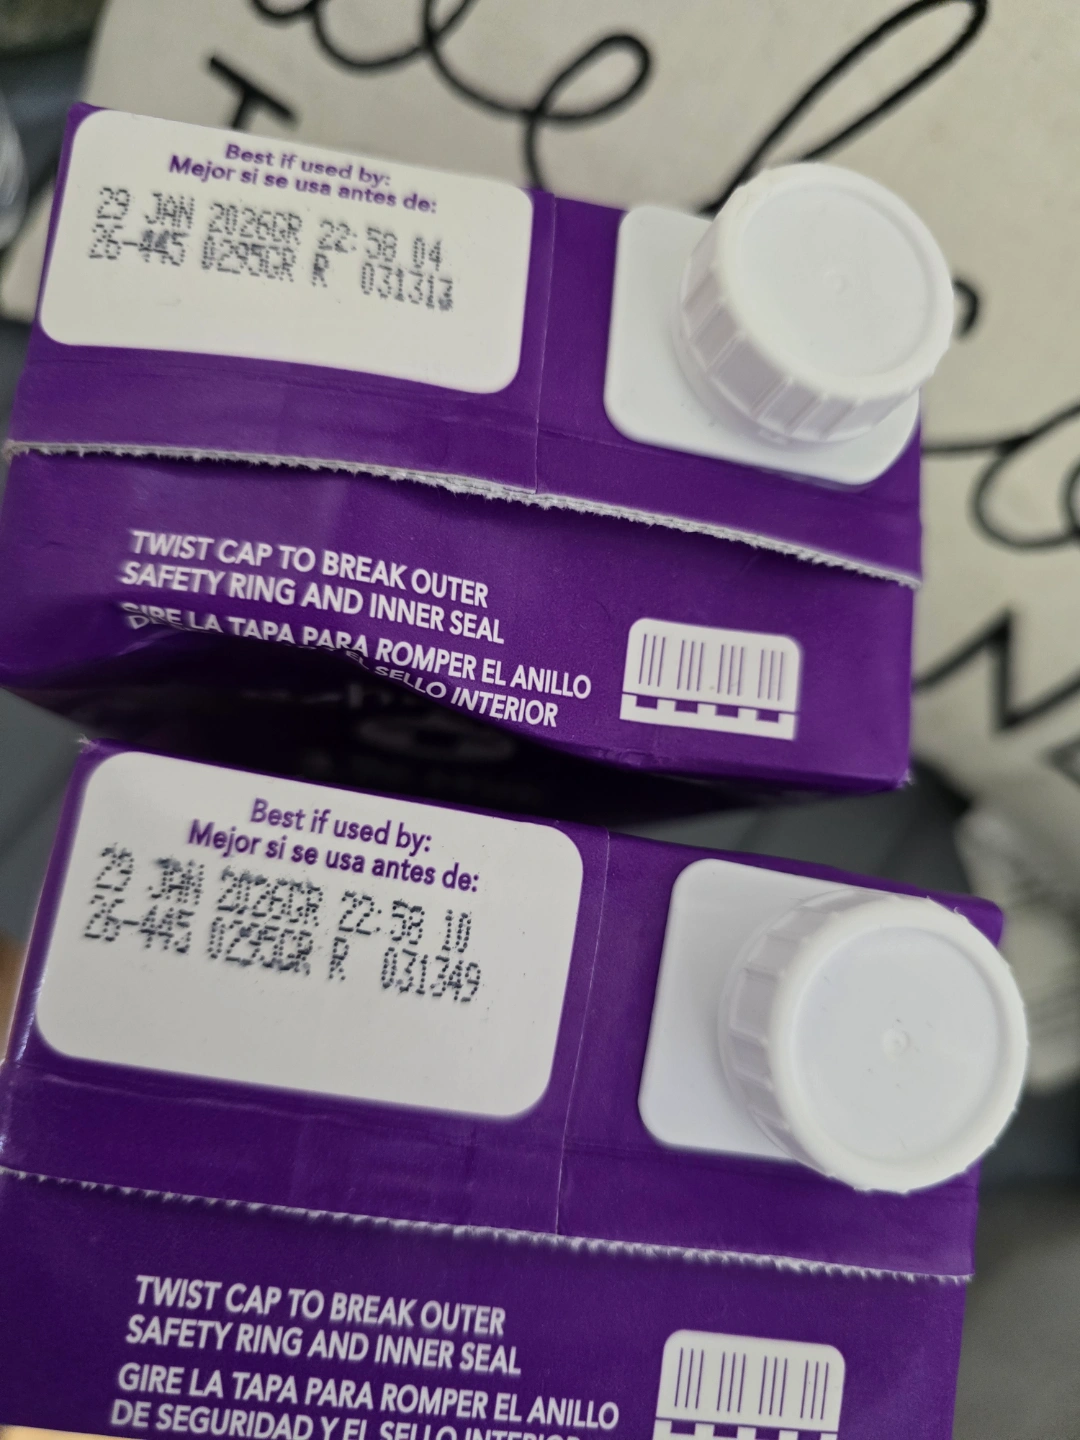 Best if used by:
Mejor si se usa antes de:
29 JAN 2026GR 22:58 04
26-445 0295GR R 031313
TWIST CAP TO BREAK OUTER
SAFETY RING AND INNER SEAL
GIRE LA TAPA PARA ROMPER EL ANILLO
EL SELLO INTERIOR
Best if used by:
Mejor si se usa antes de:
29 JAN 2026GR 22:58 10
26-445 0295GR R 031349
TWIST CAP TO BREAK OUTER
SAFETY RING AND INNER SEAL
GIRE LA TAPA PARA ROMPER EL ANILLO
DE SEGURIDAD Y EL SELLO INTERIOR